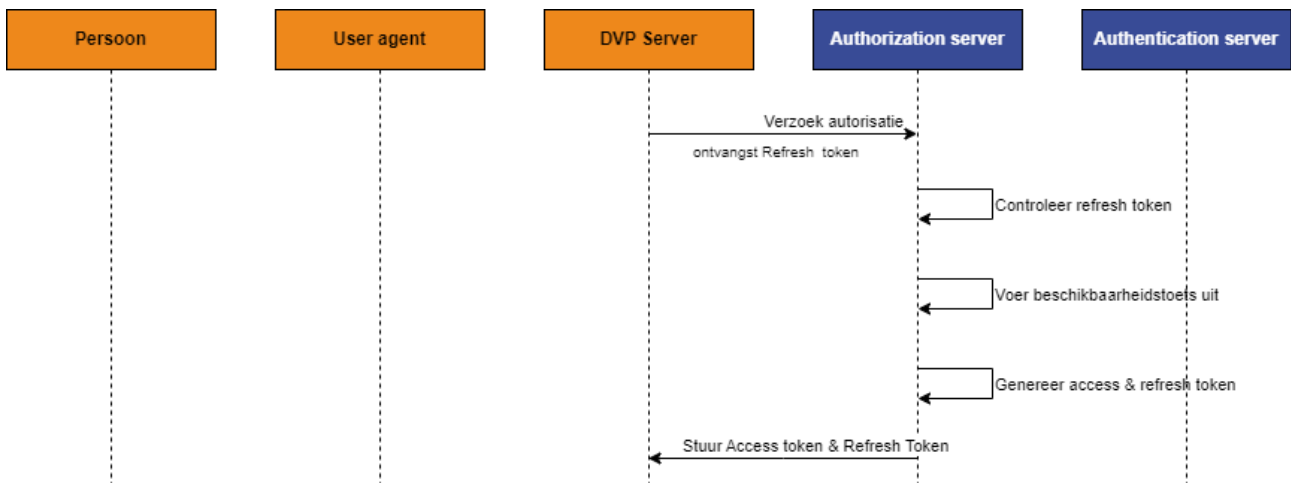 Persoon
User agent
DVP Server
Authorization server
Authentication server
Verzoek autorisatie
ontvangst Refresh token
Controleer refresh token
Voer beschikbaarheidstoets uit
Genereer access & refresh token
Stuur Access token & Refresh Token